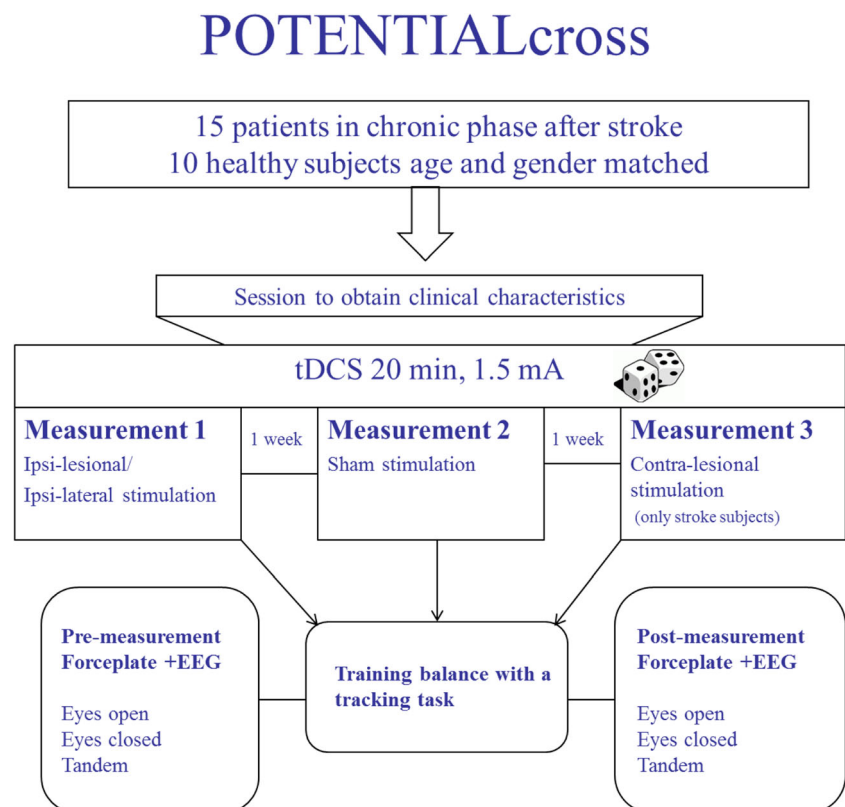 POTENTIALcross
15 patients in chronic phase after stroke
10 healthy subjects age and gender matched
Session to obtain clinical characteristics
tDCS 20 min, 1.5 mA
Measurement 1
Ipsi-lesional/
Ipsi-lateral stimulation
1 week
Measurement 2
Sham stimulation
1 week
Measurement 3
Contra-lesional
stimulation
(only stroke subjects)
Pre-measurement
Forceplate +EEG
Eyes open
Eyes closed
Tandem
Training balance with a
tracking task
Post-measurement
Forceplate +EEG
Eyes open
Eyes closed
Tandem